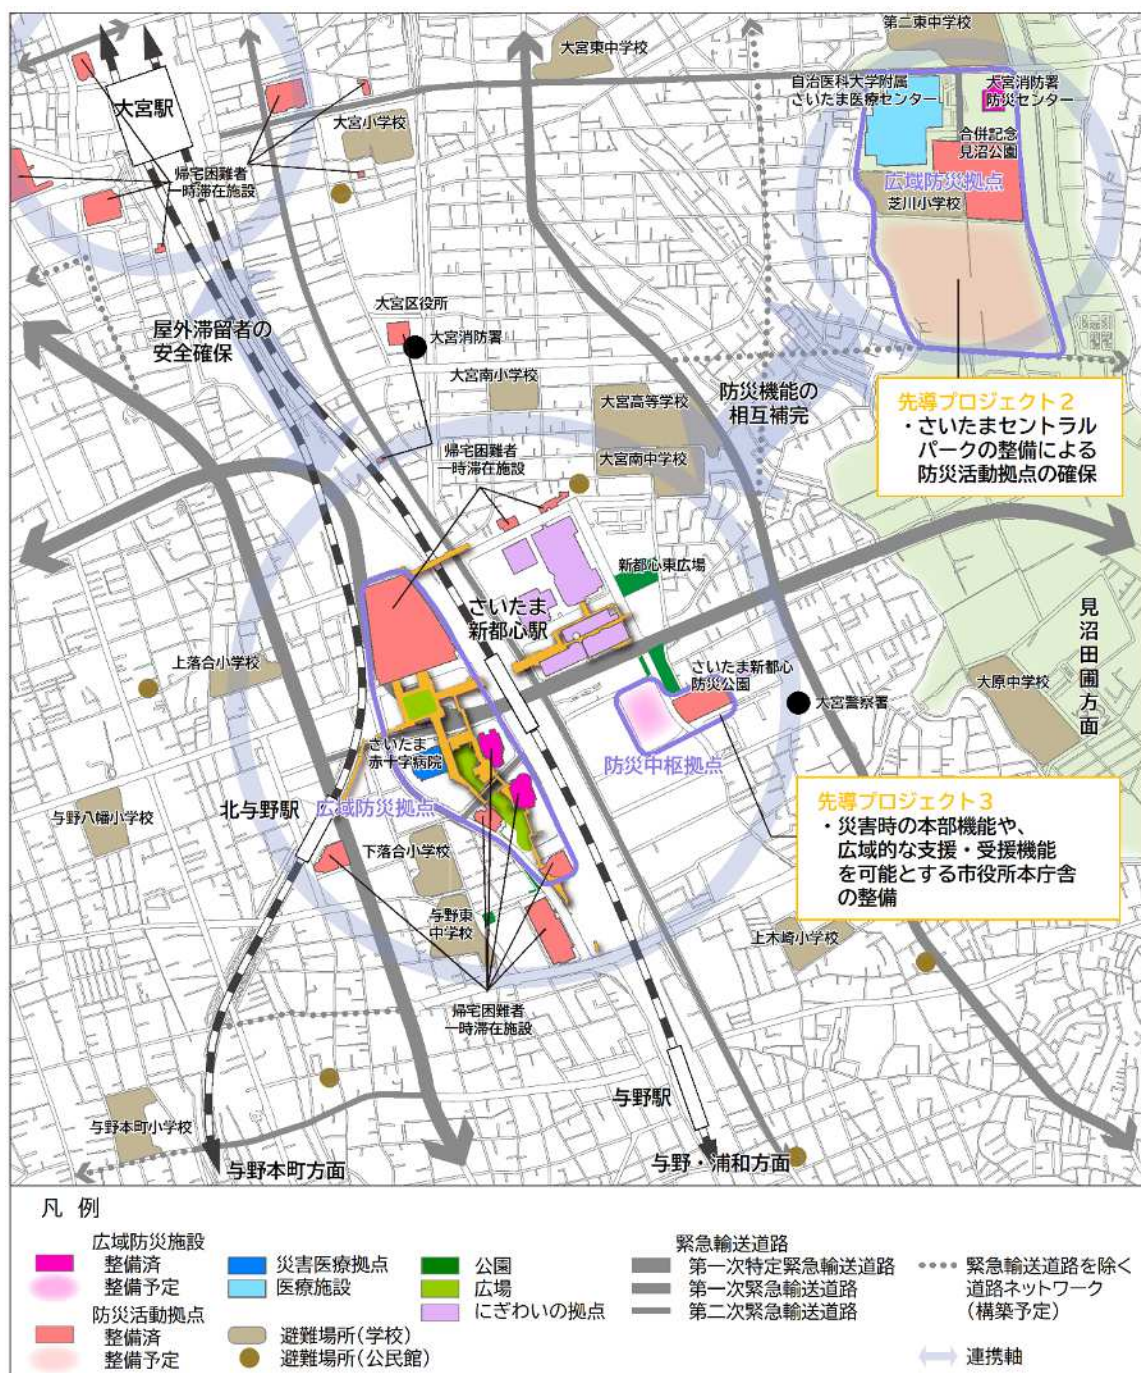 第二東中学校
大宮東中学校
自治医科大学附属
さいたま医療センター
大宮消防署
防災センター
大宮駅
大宮小学校
合併記念
見沼公園
帰宅困難者
一時滞在施設
広域防災拠点
芝川小学校
大宮区役所
屋外滞留者の
安全確保
大宮消防署
大宮南小学校
防災機能の
相互補完
大宮高等学校
先導プロジェクト2
・さいたまセントラル
パークの整備による
防災活動拠点の確保
帰宅困難者
一時滞在施設
大宮南中学校
新都心東広場
さいたま
新都心駅
見沼田圃方面
上落合小学校
さいたま新都心
防災公園
大原中学校
大宮警察署
さいたま
赤十字病院
防災中枢拠点
北与野駅
広域防災拠点
与野八幡小学校
先導プロジェクト3
・災害時の本部機能や、
広域的な支援・受援機能
を可能とする市役所本庁舎
の整備
下落合小学校
与野東
中学校
上木崎小学校
帰宅困難者
一時滞在施設
与野駅
与野本町小学校
与野本町方面
与野・浦和方面
凡 例
広域防災施設
整備済
整備予定
防災活動拠点
整備済
整備予定
災害医療拠点
医療施設
避難場所(学校)
避難場所(公民館)
公園
広場
にぎわいの拠点
緊急輸送道路
第一次特定緊急輸送道路
第一次緊急輸送道路
第二次緊急輸送道路
緊急輸送道路を除く
道路ネットワーク
(構築予定)
連携軸